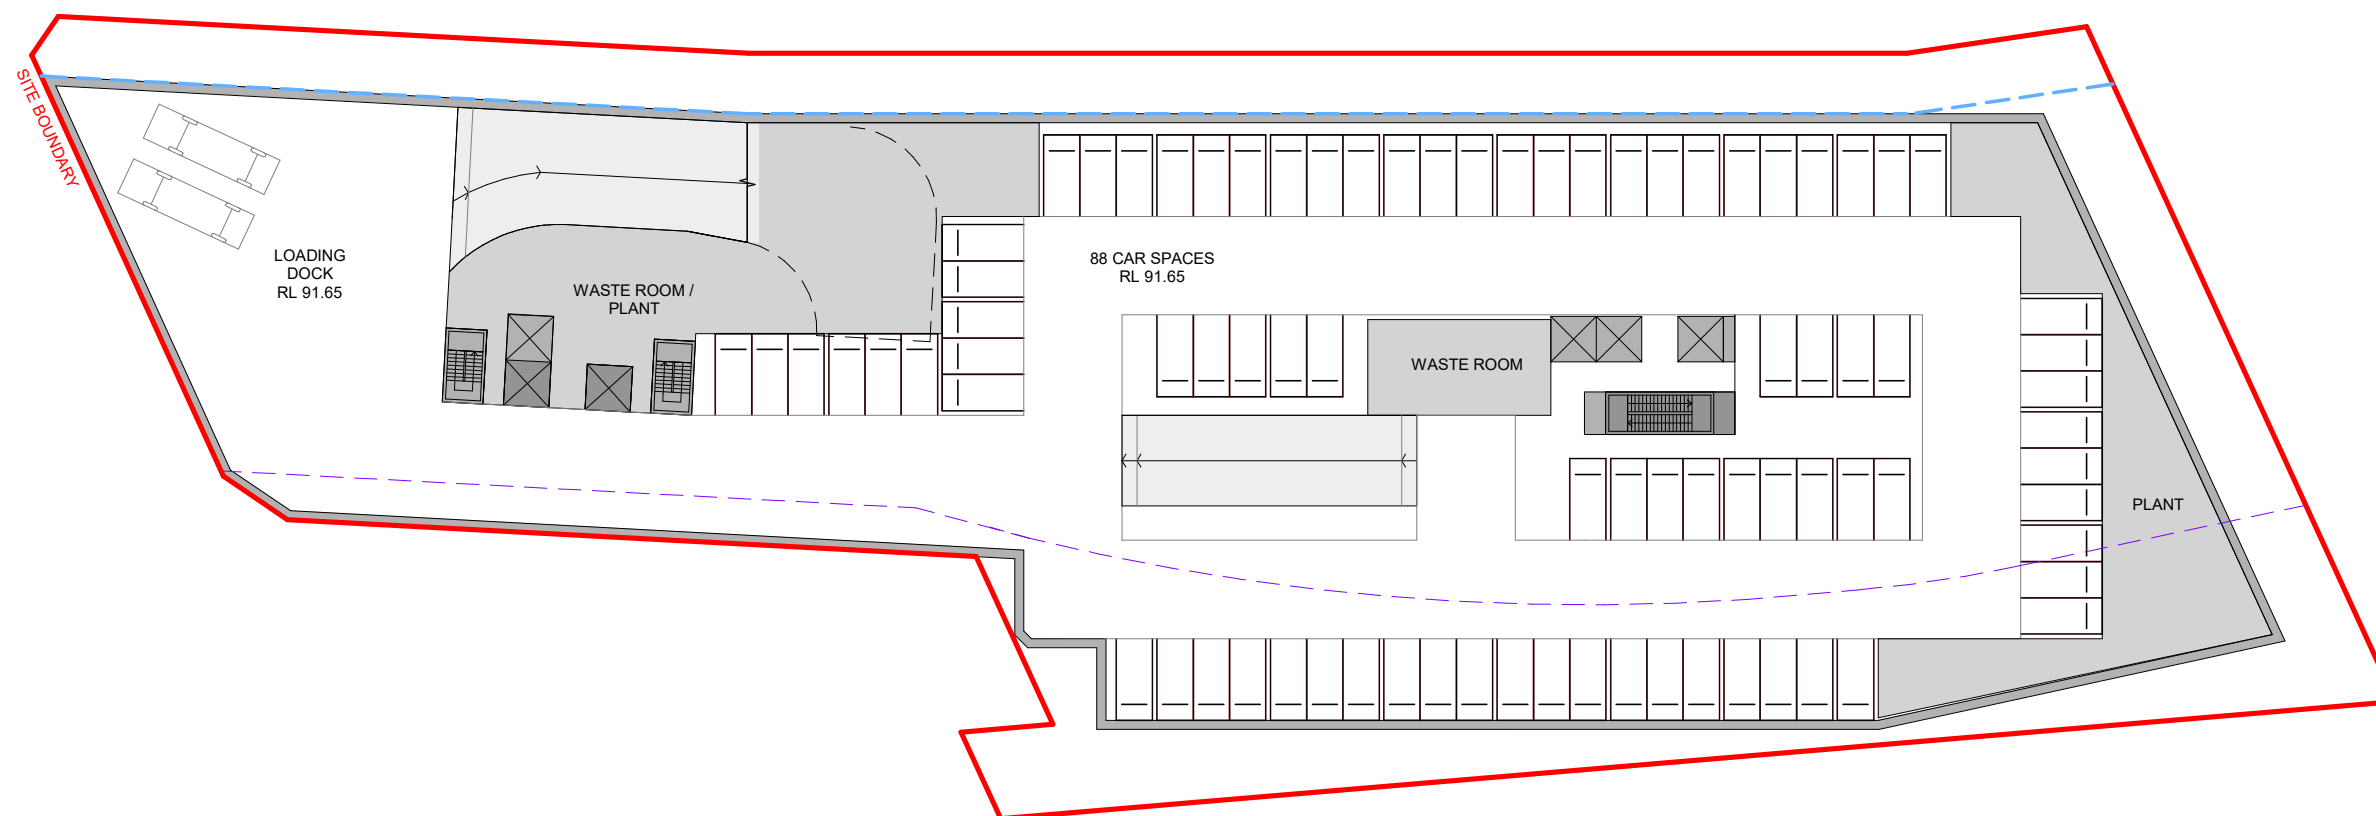 SITE BOUNDARY
LOADING
DOCK
RL 91.65
WASTE ROOM /
PLANT
88 CAR SPACES
RL 91.65
WASTE ROOM
PLANT